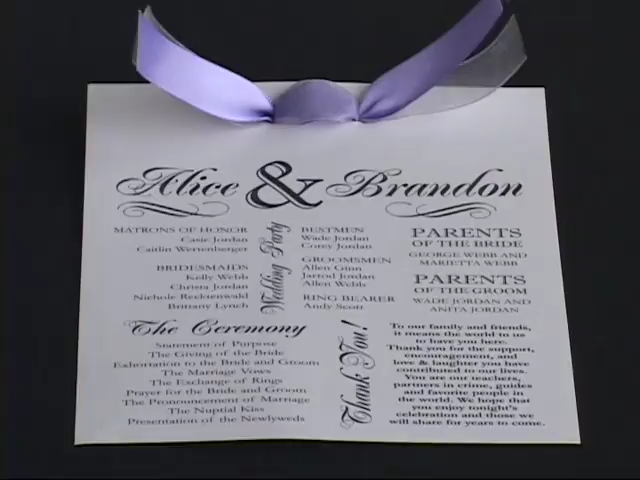 Alice & Brandon
MATRONS OF HONOR
Casie Jordan
Caitlin Wertenberger
BRIDESMAIDS
Kelly Webb
Christa Jordan
Nichole Recktenwald
Brittany Lynch
Wedding Party
BESTMEN
Wade Jordan
Corey Jordan
GROOMSMEN
Allen Ginn
Jarrod Jordan
Allen Webb
RING BEARER
Andy Scott
PARENTS
OF THE BRIDE
GEORGE WEBB AND
MARIETTA WEBB
PARENTS
OF THE GROOM
WADE JORDAN AND
ANITA JORDAN
The Ceremony
Statement of Purpose
The Giving of the Bride
Exhortation to the Bride and Groom
The Marriage Vows
The Exchange of Rings
Prayer for the Bride and Groom
The Pronouncement of Marriage
The Nuptial Kiss
Presentation of the Newlyweds
Thank You!
To our family and friends,
it means the world to us
to have you here.
Thank you for the support,
encouragement, and
love & laughter you have
contributed to our lives.
You are our teachers,
partners in crime, guides
and favorite people in
the world. We hope that
you enjoy tonight's
celebration and those we
will share for years to come.